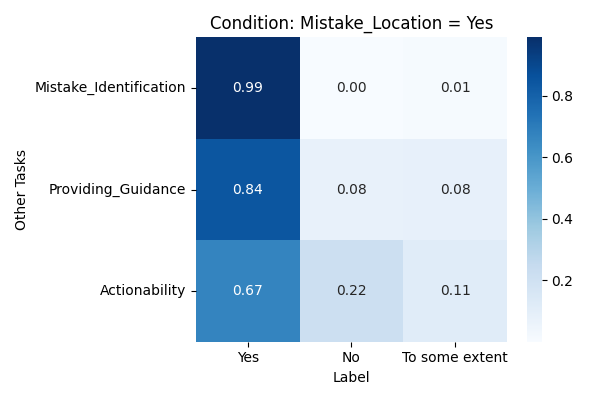 Condition: Mistake_Location = Yes
Other Tasks
Mistake_Identification 0.99 0.00 0.01
Providing_Guidance 0.84 0.08 0.08
Actionability 0.67 0.22 0.11
Yes No To some extent
Label
0.8
0.6
0.4
0.2